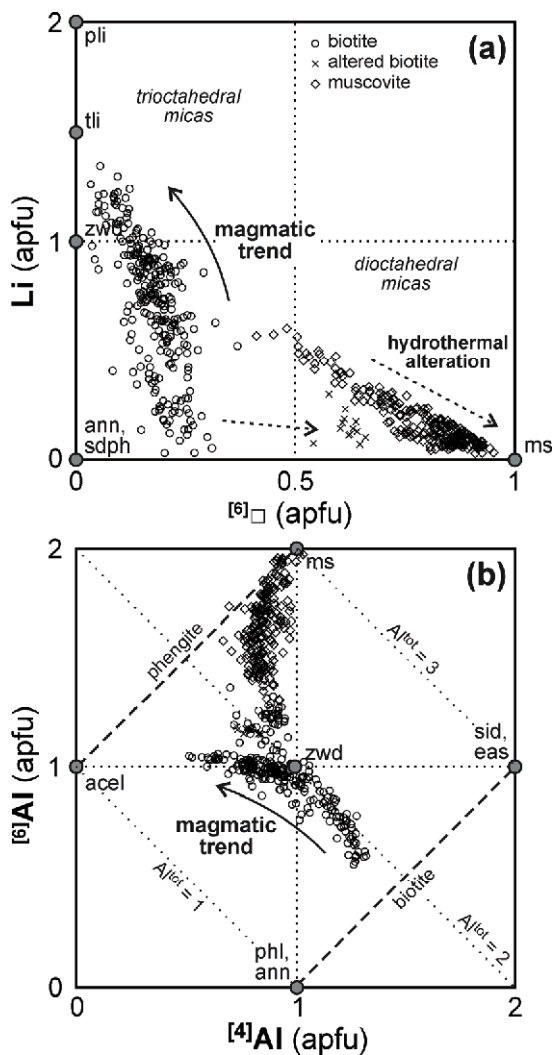 2
pli
(a)
biotite
altered biotite
muscovite
trioctahedral
micas
tli
Li (apfu)
1
zwd
magmatic
trend
dioctahedral
micas
hydrothermal
alteration
ann,
sdph
ms
0
0
0.5
1
[6]□ (apfu)
2
(b)
ms
phengite
Al^tot = 3
zwd
sid,
eas
[6]Al (apfu)
1
acel
magmatic
trend
Al^tot = 1
biotite
Al^tot = 2
phl,
ann
0
0
1
2
[4]Al (apfu)